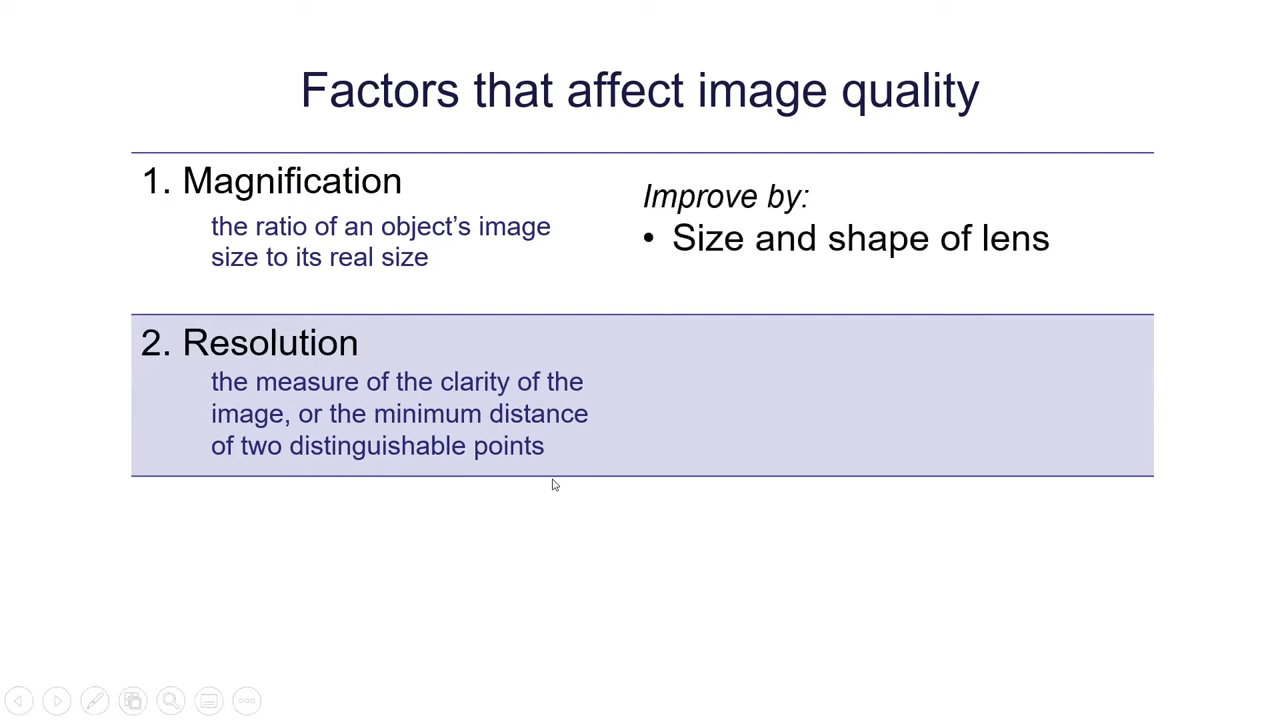 Factors that affect image quality
1. Magnification
the ratio of an object’s image
size to its real size
Improve by:
• Size and shape of lens
2. Resolution
the measure of the clarity of the
image, or the minimum distance
of two distinguishable points